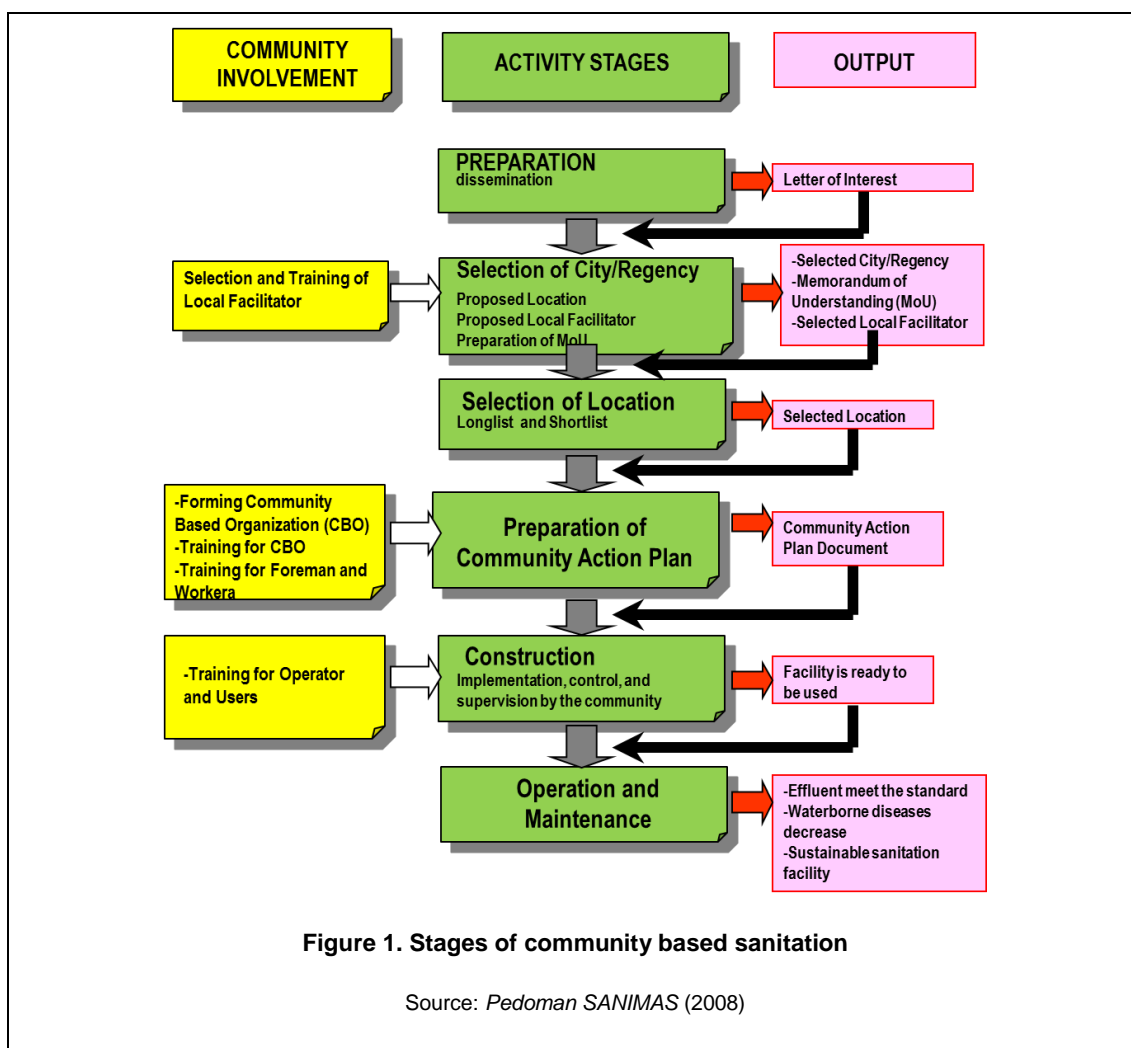 COMMUNITY
INVOLVEMENT
ACTIVITY STAGES
OUTPUT
PREPARATION
dissemination
Letter of Interest
Selection and Training of
Local Facilitator
Selection of City/Regency
Proposed Location
Proposed Local Facilitator
Preparation of MoU
-Selected City/Regency
-Memorandum of
Understanding (MoU)
-Selected Local Facilitator
Selection of Location
Longlist and Shortlist
Selected Location
-Forming Community
Based Organization (CBO)
-Training for CBO
-Training for Foreman and
Workera
Preparation of
Community Action Plan
Community Action
Plan Document
-Training for Operator
and Users
Construction
Implementation, control, and
supervision by the community
Facility is ready to
be used
Operation and
Maintenance
-Effluent meet the standard
-Waterborne diseases
decrease
-Sustainable sanitation
facility
Figure 1. Stages of community based sanitation
Source: Pedoman SANIMAS (2008)